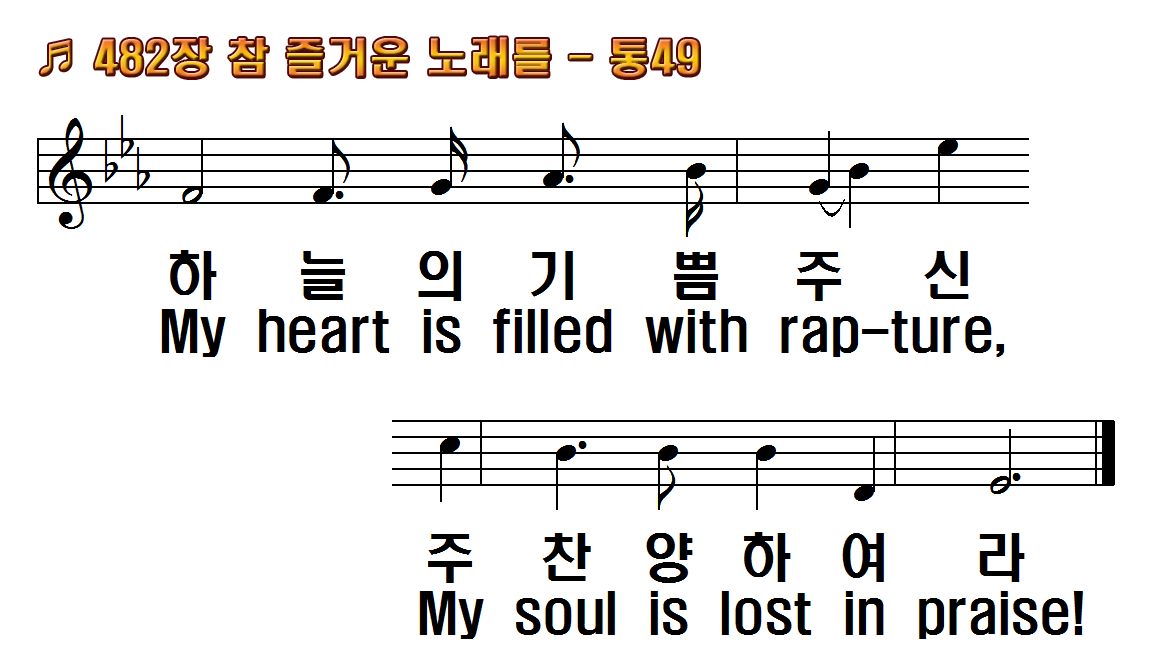 ♬ 482장 참 즐거운 노래를 - 통49
하 늘 의 기 쁨 주 신
My heart is filled with rap-ture,
주 찬 양 하 여 라
My soul is lost in praise!